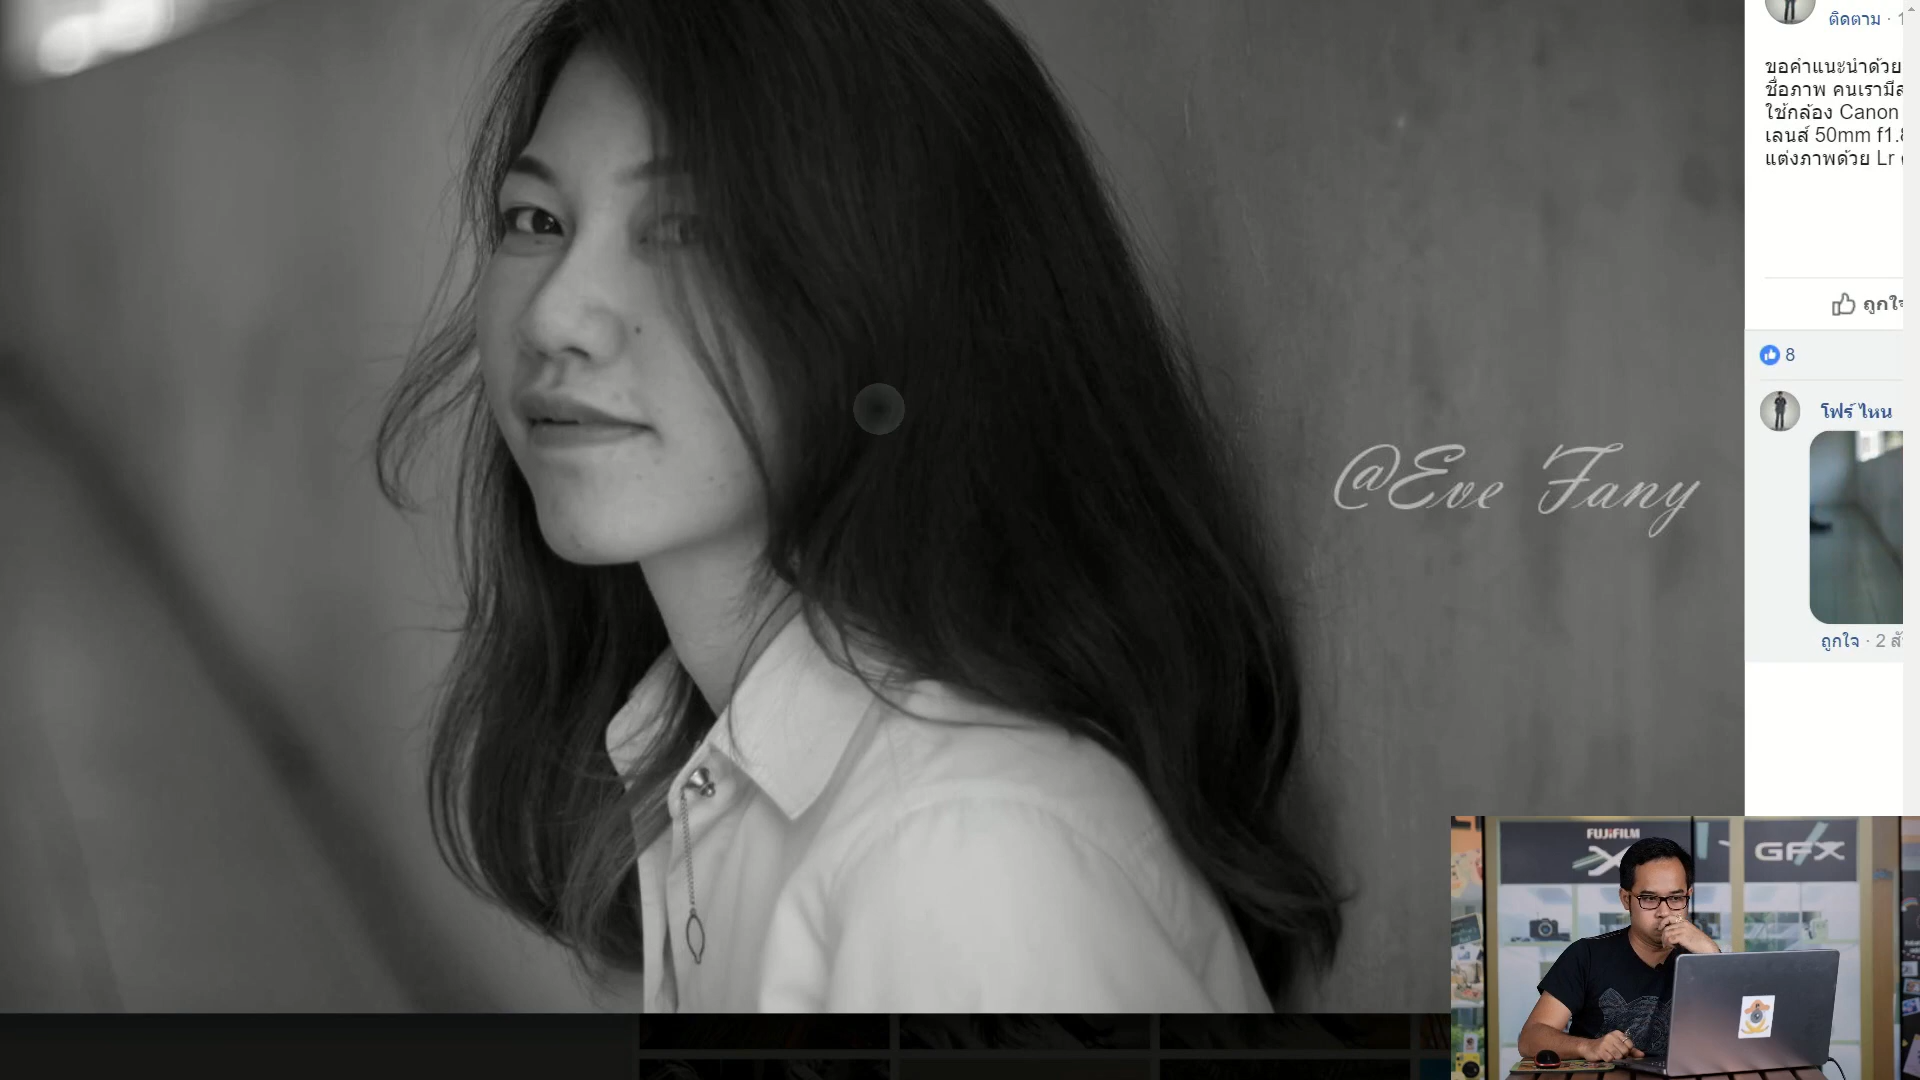 ติดตาม ·
ขอคำแนะนำด้วย
ชื่อภาพ คนเรามี
ใช้กล้อง Canon
เลนส์ 50mm
แต่งภาพด้วย Lr
ถูกใจ
8
โฟร์ ไหน
ถูกใจ · 2
@Eve Fany
FUJIFILM
X
GFX